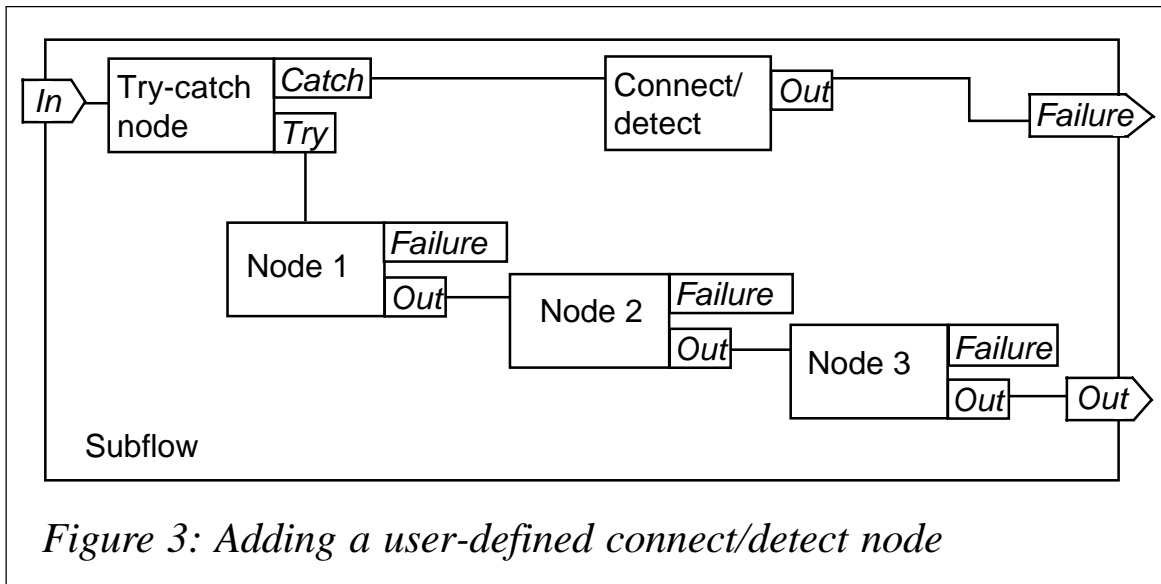 In
Try-catch
node
Catch
Try
Connect/
detect
Out
Failure
Node 1
Failure
Out
Node 2
Failure
Out
Node 3
Failure
Out
Out
Subflow
Figure 3: Adding a user-defined connect/detect node